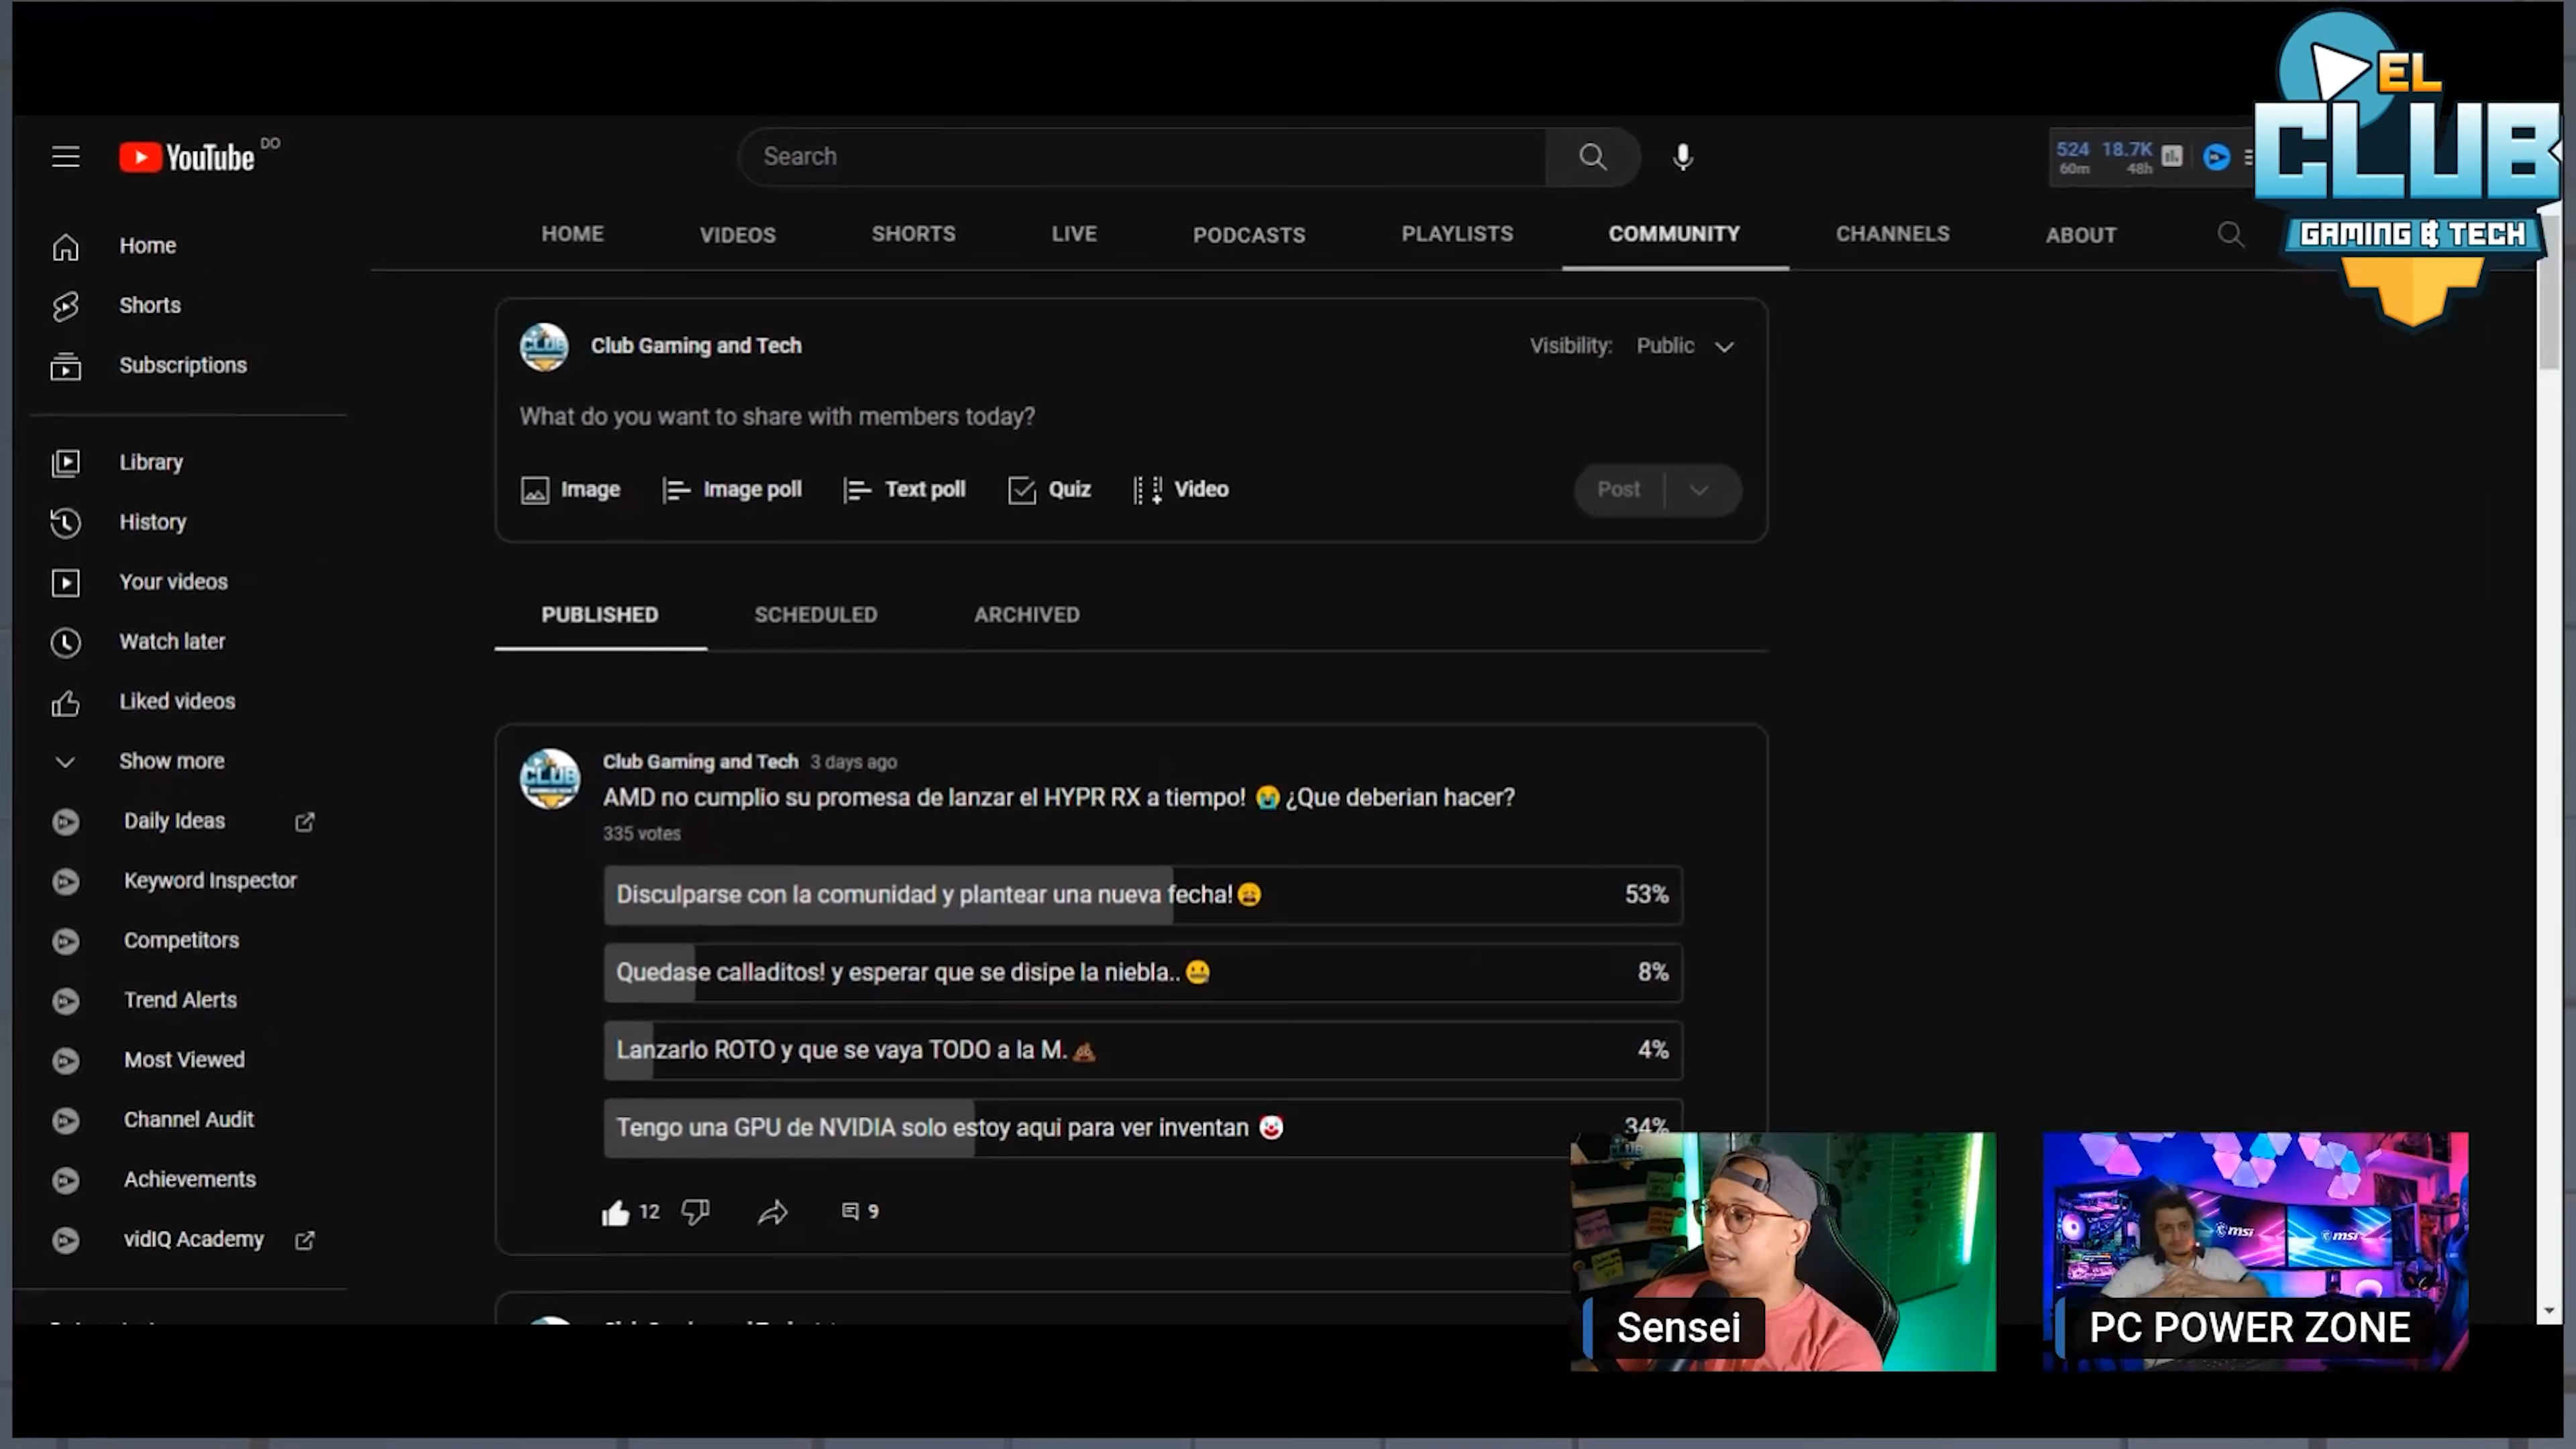 EL
CLUB
GAMING & TECH
YouTube DO
Search
524 18.7K
60m 48h
HOME VIDEOS SHORTS LIVE PODCASTS PLAYLISTS COMMUNITY CHANNELS ABOUT
Home
Shorts
Subscriptions
Library
History
Your videos
Watch later
Liked videos
Show more
Daily Ideas
Keyword Inspector
Competitors
Trend Alerts
Most Viewed
Channel Audit
Achievements
vidIQ Academy
CLUB
Club Gaming and Tech
Visibility: Public
What do you want to share with members today?
Image Image poll Text poll Quiz Video
Post
PUBLISHED SCHEDULED ARCHIVED
CLUB
Club Gaming and Tech 3 days ago
AMD no cumplio su promesa de lanzar el HYPR RX a tiempo! 😭 ¿Que deberian hacer?
335 votes
Disculparse con la comunidad y plantear una nueva fecha!😩 53%
Quedase calladitos! y esperar que se disipe la niebla.. 🤐 8%
Lanzarlo ROTO y que se vaya TODO a la M.💩 4%
Tengo una GPU de NVIDIA solo estoy aqui para ver inventan 🤡 34%
12 9
msi
msi
Sensei
PC POWER ZONE